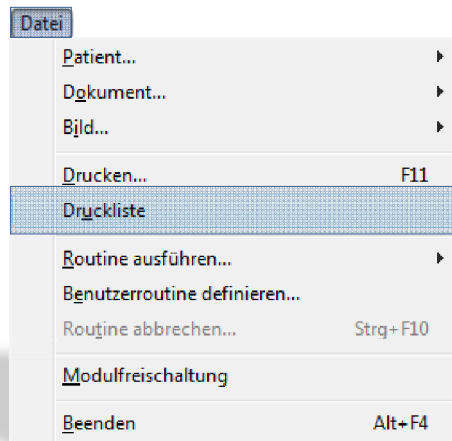 Datei
Patient...
Dokument...
Bild...
Drucken... F11
Druckliste
Routine ausführen...
Benutzerroutine definieren...
Routine abbrechen... Strg+F10
Modulfreischaltung
Beenden Alt+F4